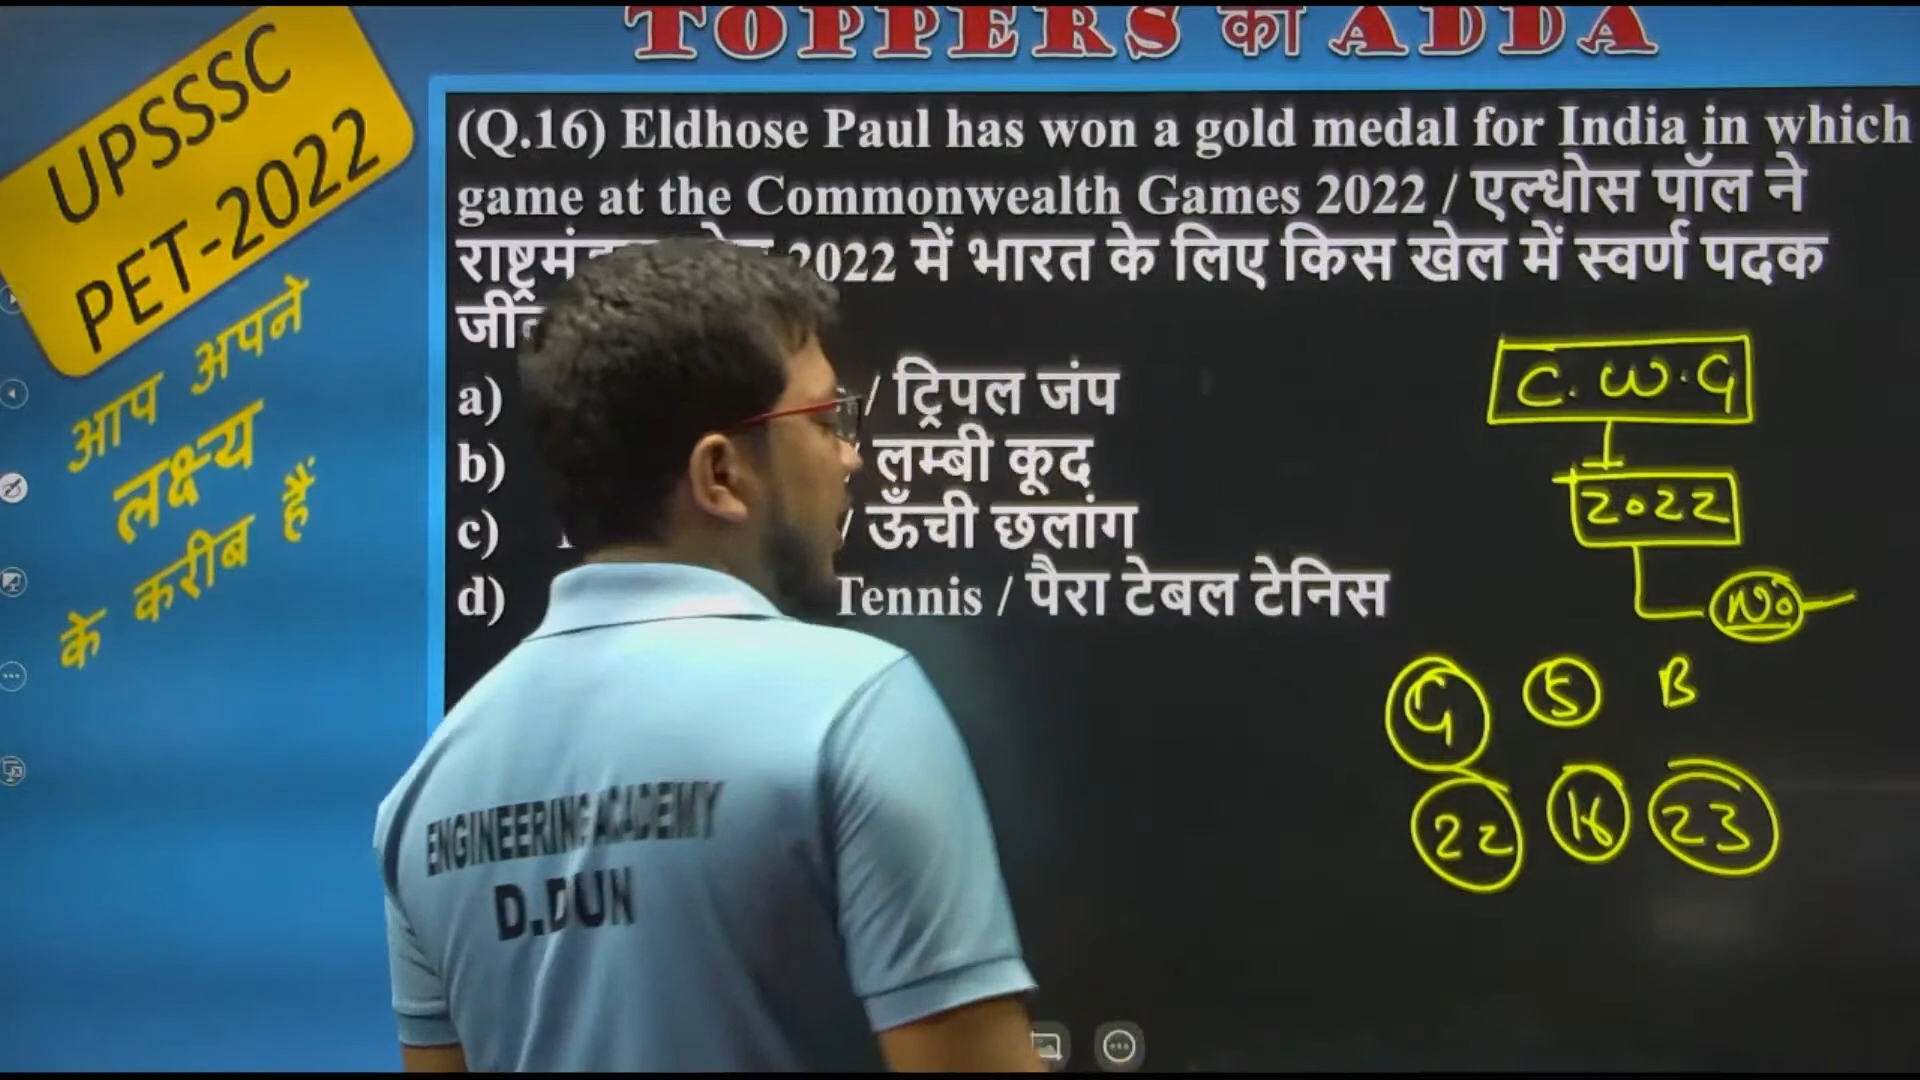 TOPPERS का ADDA
UPSSSC
PET-2022
आप अपने
लक्ष्य
के करीब हैं
(Q.16) Eldhose Paul has won a gold medal for India in which
game at the Commonwealth Games 2022 / एल्धोस पॉल ने
2022 में भारत के लिए किस खेल में स्वर्ण पदक
a) / ट्रिपल जंप
b) लम्बी कूद
c) / ऊँची छलांग
d) Tennis / पैरा टेबल टेनिस
C.W.G
2022
No
G S B
22 16 23
ENGINEERING ACADEMY
D.DUN